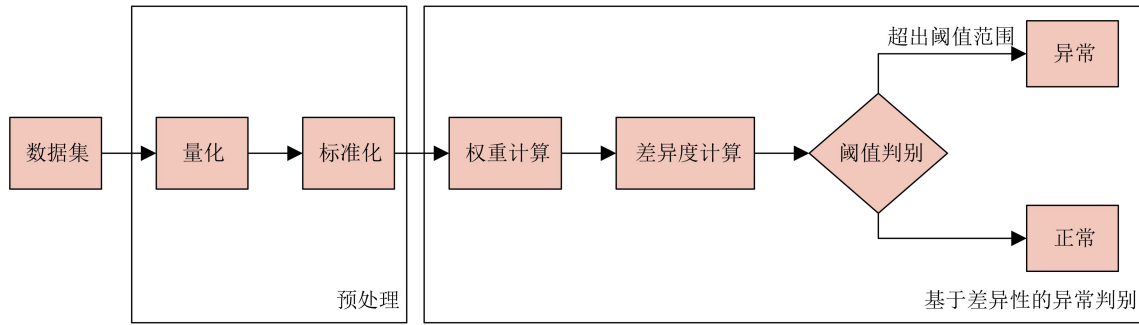 数据集
量化
标准化
预处理
权重计算
差异度计算
阈值判别
超出阈值范围
异常
正常
基于差异性的异常判别